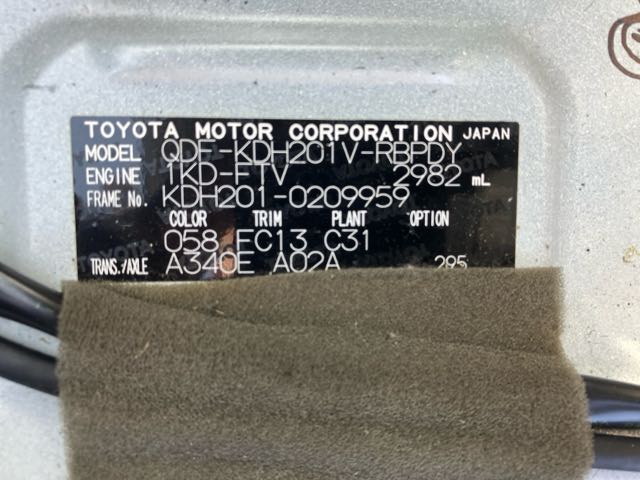 TOYOTA MOTOR CORPORATION JAPAN
MODEL QDF-KDH201V-RBPDY
ENGINE 1KD-FTV 2982 mL
FRAME No. KDH201-0209959
COLOR TRIM PLANT OPTION
058 FC13 C31
TRANS./AXLE A340E A02A 295